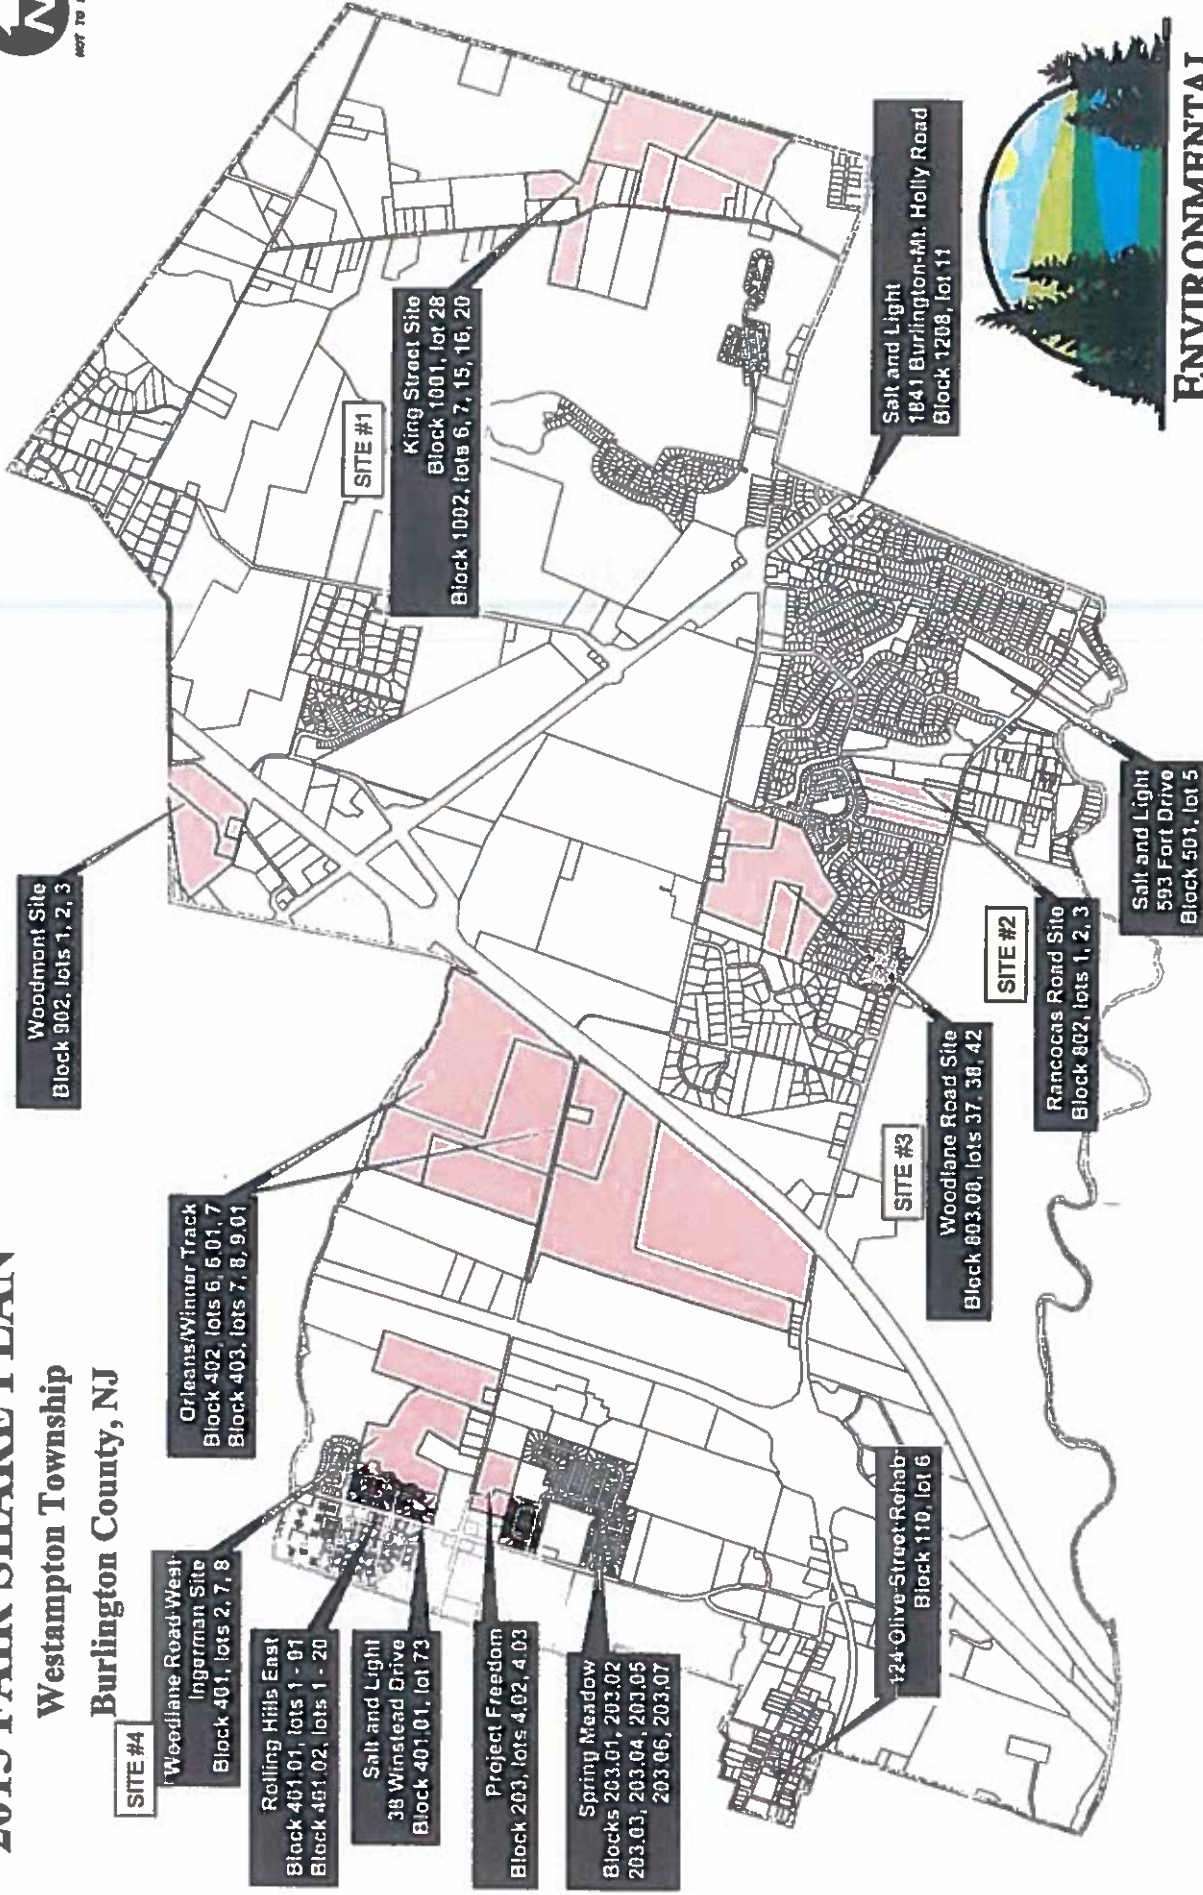 2015 FAIR SHARE PLAN
Westampton Township
Burlington County, NJ
N
NOT TO
SITE #4
Woodlane Road West
Ingerman Site
Block 401, lots 2, 7, 8
Rolling Hills East
Block 401.01, lots 1 - 91
Block 401.02, lots 1 - 20
Salt and Light
38 Winstead Drive
Block 401.01, lot 73
Project Freedom
Block 203, lots 4.02, 4.03
Spring Meadow
Blocks 203.01, 203.02
203.03, 203.04, 203.05
203.06, 203.07
124 Olive Street Rehab
Block 110, lot 6
Orleans/Winner Track
Block 402, lots 6, 6.01, 7
Block 403, lots 7, 8, 9.01
Woodmont Site
Block 902, lots 1, 2, 3
SITE #3
Woodlane Road Site
Block 803.08, lots 37, 38, 42
SITE #2
Rancocas Road Site
Block 802, lots 1, 2, 3
Salt and Light
593 Fort Drive
Block 501, lot 5
SITE #1
King Street Site
Block 1001, lot 28
Block 1002, lots 6, 7, 15, 16, 20
Salt and Light
1841 Burlington-Mt. Holly Road
Block 1208, lot 11
ENVIRONMENTAL